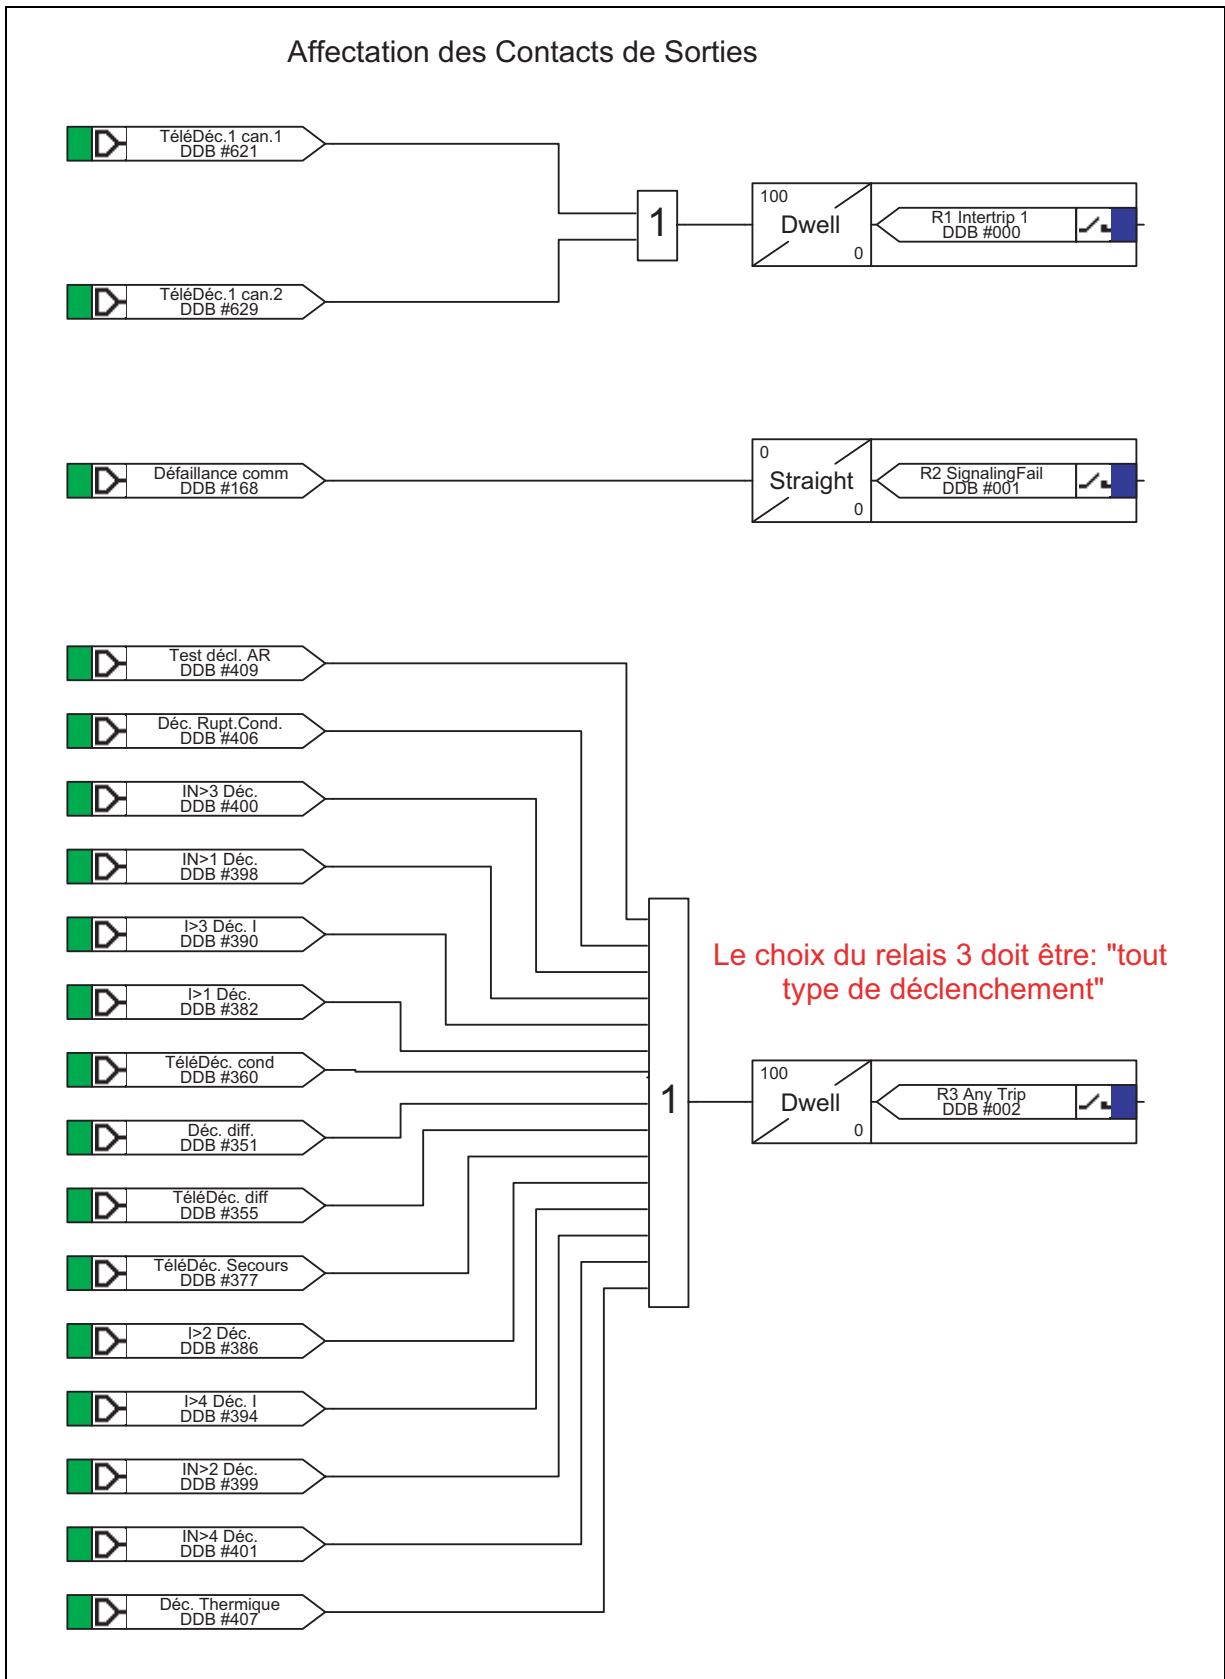 Affectation des Contacts de Sorties
TéléDéc.1 can.1
DDB #621
TéléDéc.1 can.2
DDB #629
1
100
Dwell
0
R1 Intertrip 1
DDB #000
Défaillance comm
DDB #168
0
Straight
0
R2 SignalingFail
DDB #001
Test décl. AR
DDB #409
Déc. Rupt.Cond.
DDB #406
IN>3 Déc.
DDB #400
IN>1 Déc.
DDB #398
I>3 Déc. I
DDB #390
I>1 Déc.
DDB #382
TéléDéc. cond
DDB #360
Déc. diff.
DDB #351
TéléDéc. diff
DDB #355
TéléDéc. Secours
DDB #377
I>2 Déc.
DDB #386
I>4 Déc. I
DDB #394
IN>2 Déc.
DDB #399
IN>4 Déc.
DDB #401
Déc. Thermique
DDB #407
1
Le choix du relais 3 doit être: "tout
type de déclenchement"
100
Dwell
0
R3 Any Trip
DDB #002